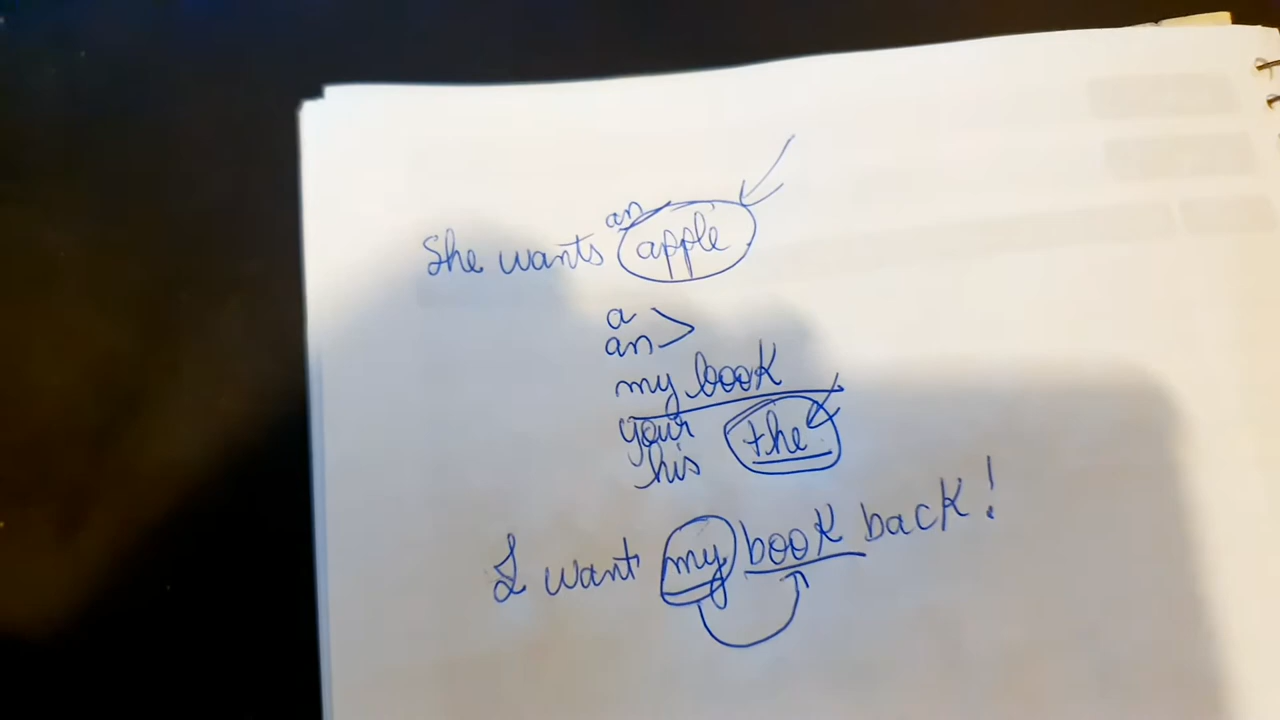 She wants an apple
a
an >
my book
your
his the
I want my book back!